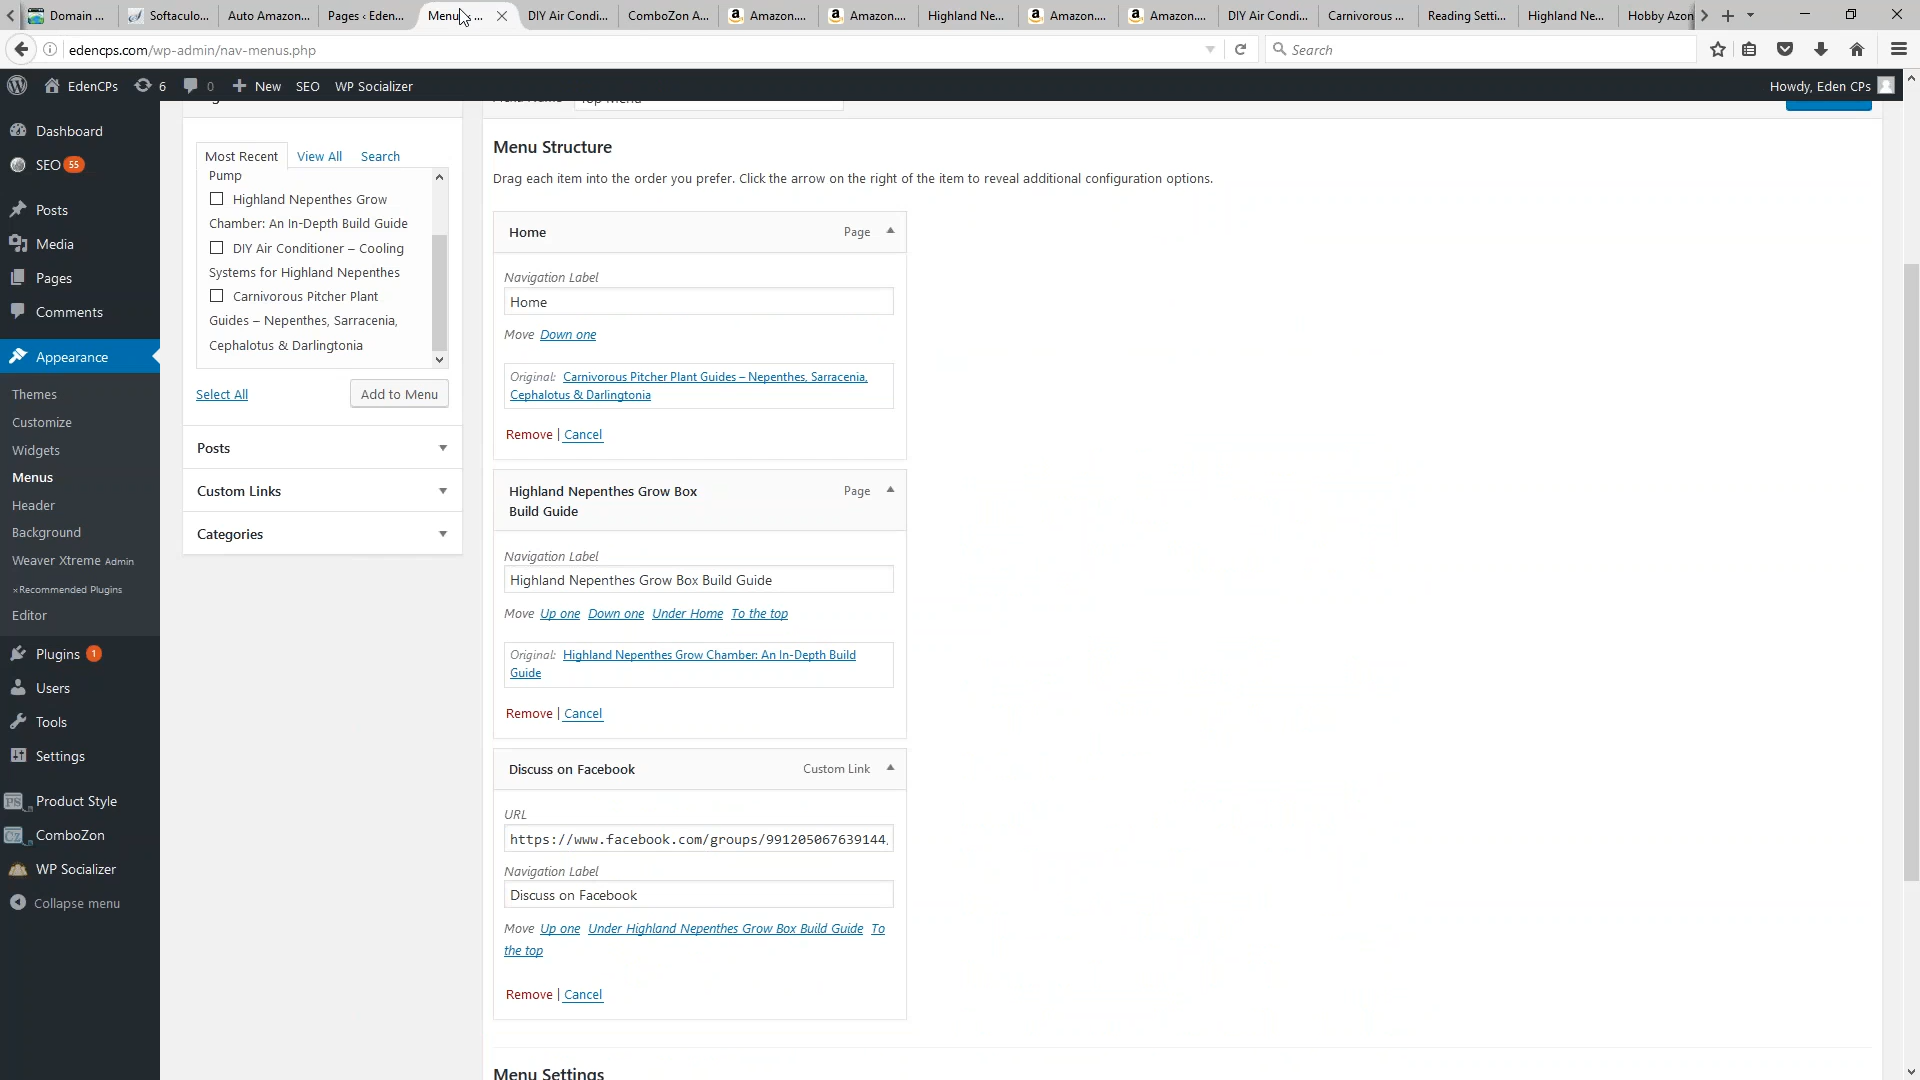 Domain ...
Softaculo...
Auto Amazon...
Pages ‹ Eden...
Menu ...
DIY Air Condi...
ComboZon A...
Amazon....
Amazon....
Highland Ne...
Amazon....
Amazon....
DIY Air Condi...
Carnivorous ...
Reading Setti...
Highland Ne...
Hobby Azon
edencps.com/wp-admin/nav-menus.php
Search
EdenCPs
6
0
New
SEO
WP Socializer
Howdy, Eden CPs
Dashboard
SEO 55
Posts
Media
Pages
Comments
Appearance
Themes
Customize
Widgets
Menus
Header
Background
Weaver Xtreme Admin
×Recommended Plugins
Editor
Plugins 1
Users
Tools
Settings
Product Style
ComboZon
WP Socializer
Collapse menu
Most Recent
View All
Search
Pump
Highland Nepenthes Grow
Chamber: An In-Depth Build Guide
DIY Air Conditioner – Cooling
Systems for Highland Nepenthes
Carnivorous Pitcher Plant
Guides – Nepenthes, Sarracenia,
Cephalotus & Darlingtonia
Select All
Add to Menu
Posts
Custom Links
Categories
Menu Structure
Drag each item into the order you prefer. Click the arrow on the right of the item to reveal additional configuration options.
Home
Page
Navigation Label
Home
Move Down one
Original: Carnivorous Pitcher Plant Guides – Nepenthes, Sarracenia,
Cephalotus & Darlingtonia
Remove | Cancel
Highland Nepenthes Grow Box
Build Guide
Page
Navigation Label
Highland Nepenthes Grow Box Build Guide
Move Up one Down one Under Home To the top
Original: Highland Nepenthes Grow Chamber: An In-Depth Build
Guide
Remove | Cancel
Discuss on Facebook
Custom Link
URL
https://www.facebook.com/groups/991205067639144,
Navigation Label
Discuss on Facebook
Move Up one Under Highland Nepenthes Grow Box Build Guide To
the top
Remove | Cancel
Menu Settings